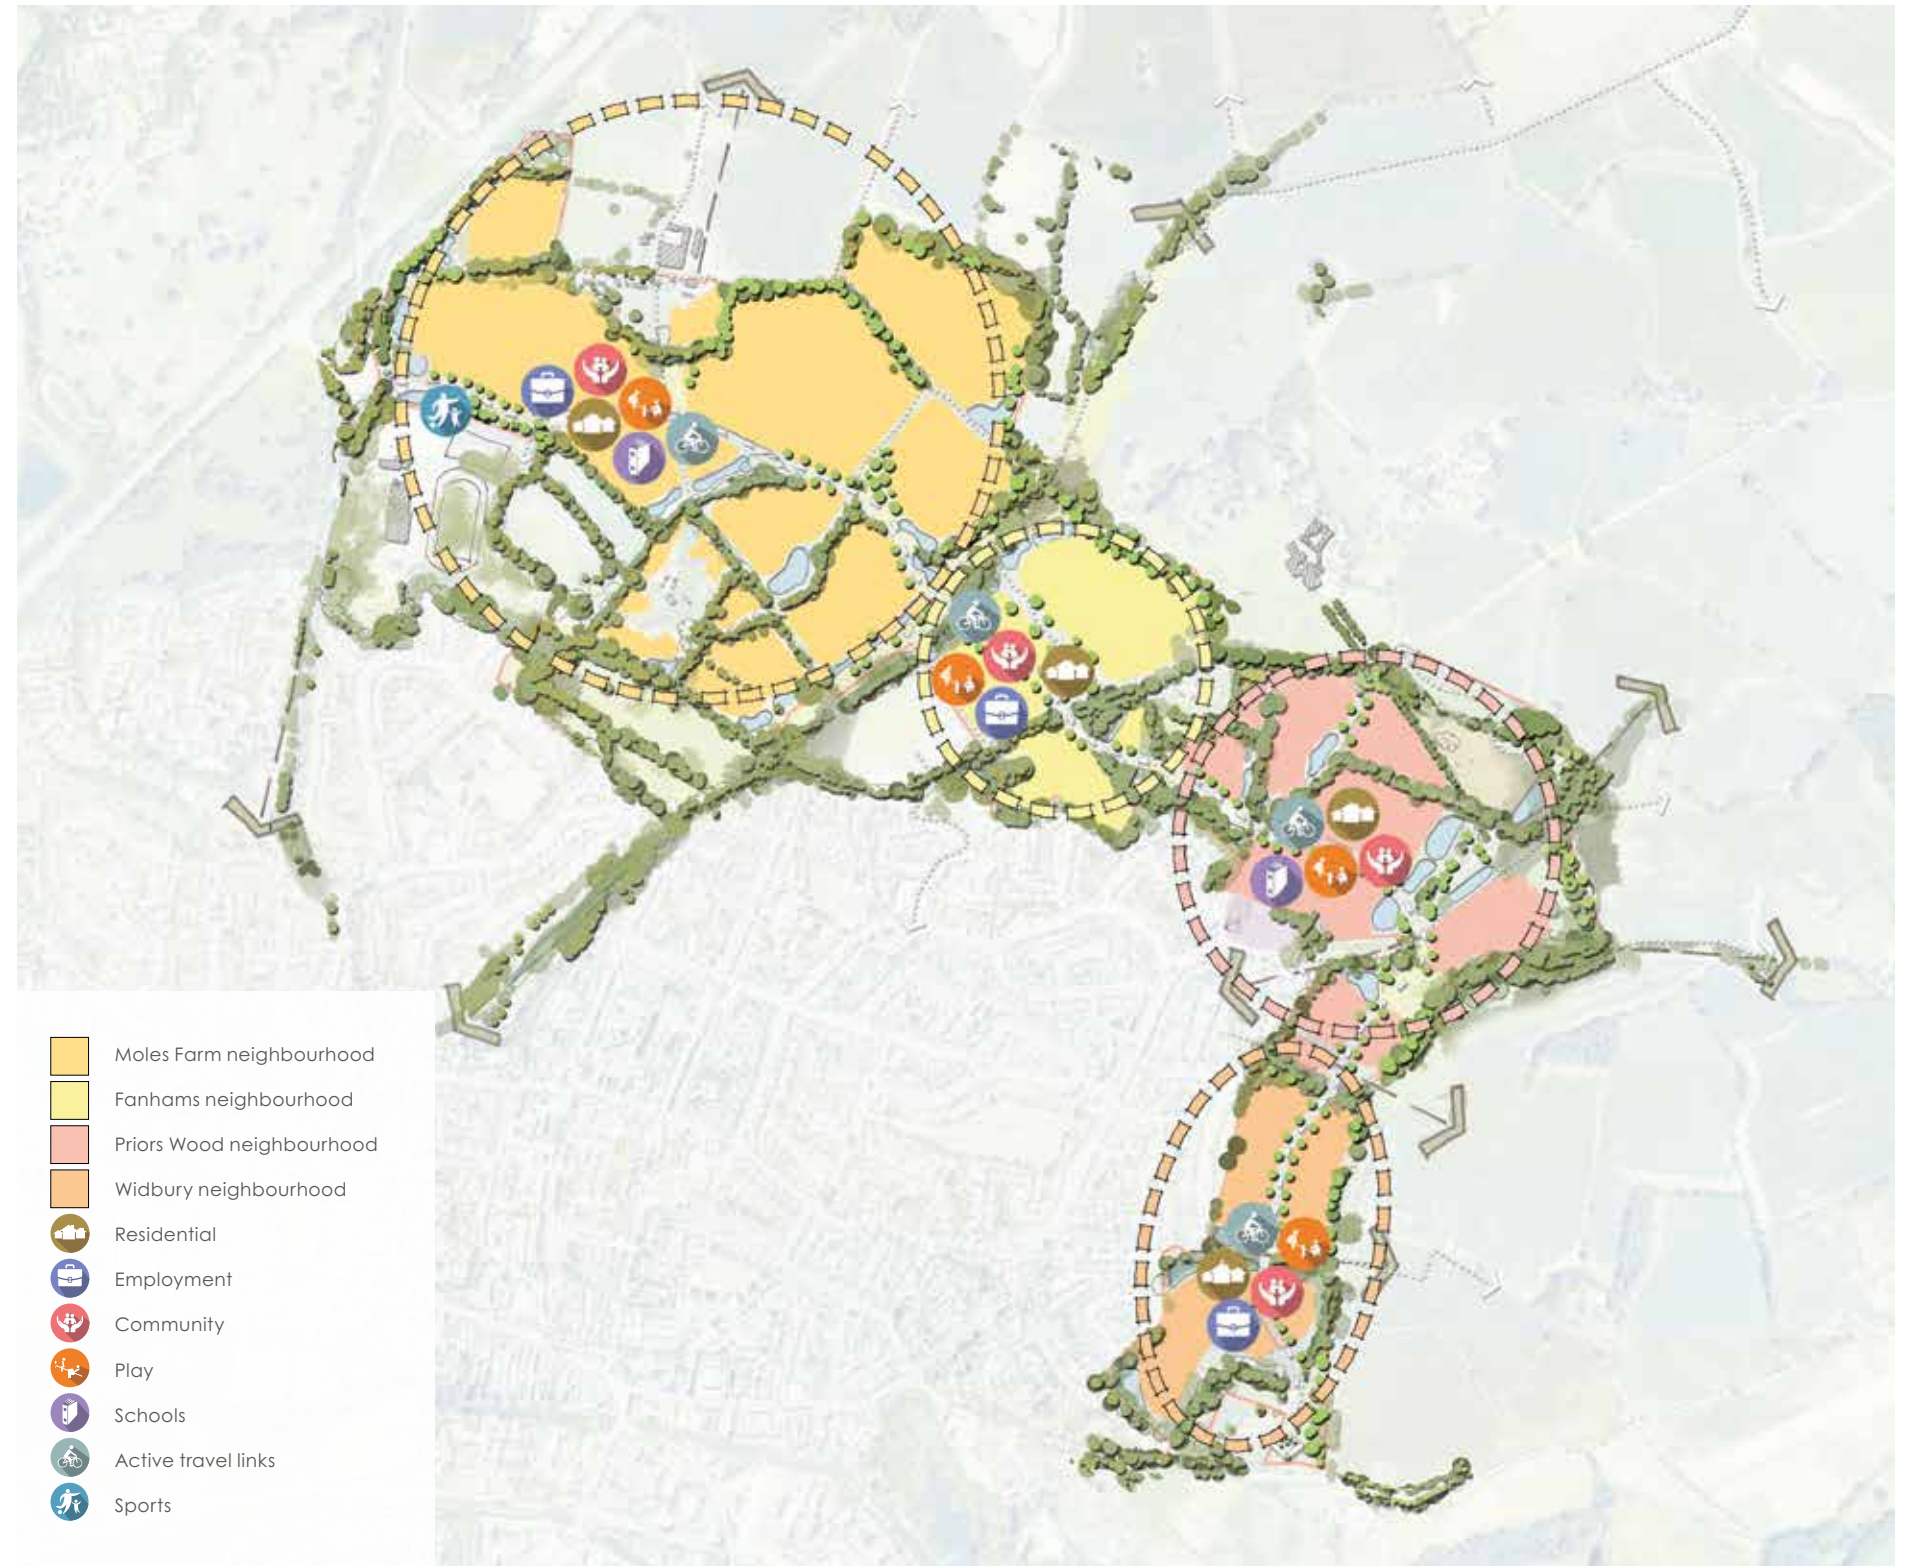 Moles Farm neighbourhood
Fanhams neighbourhood
Priors Wood neighbourhood
Widbury neighbourhood
Residential
Employment
Community
Play
Schools
Active travel links
Sports